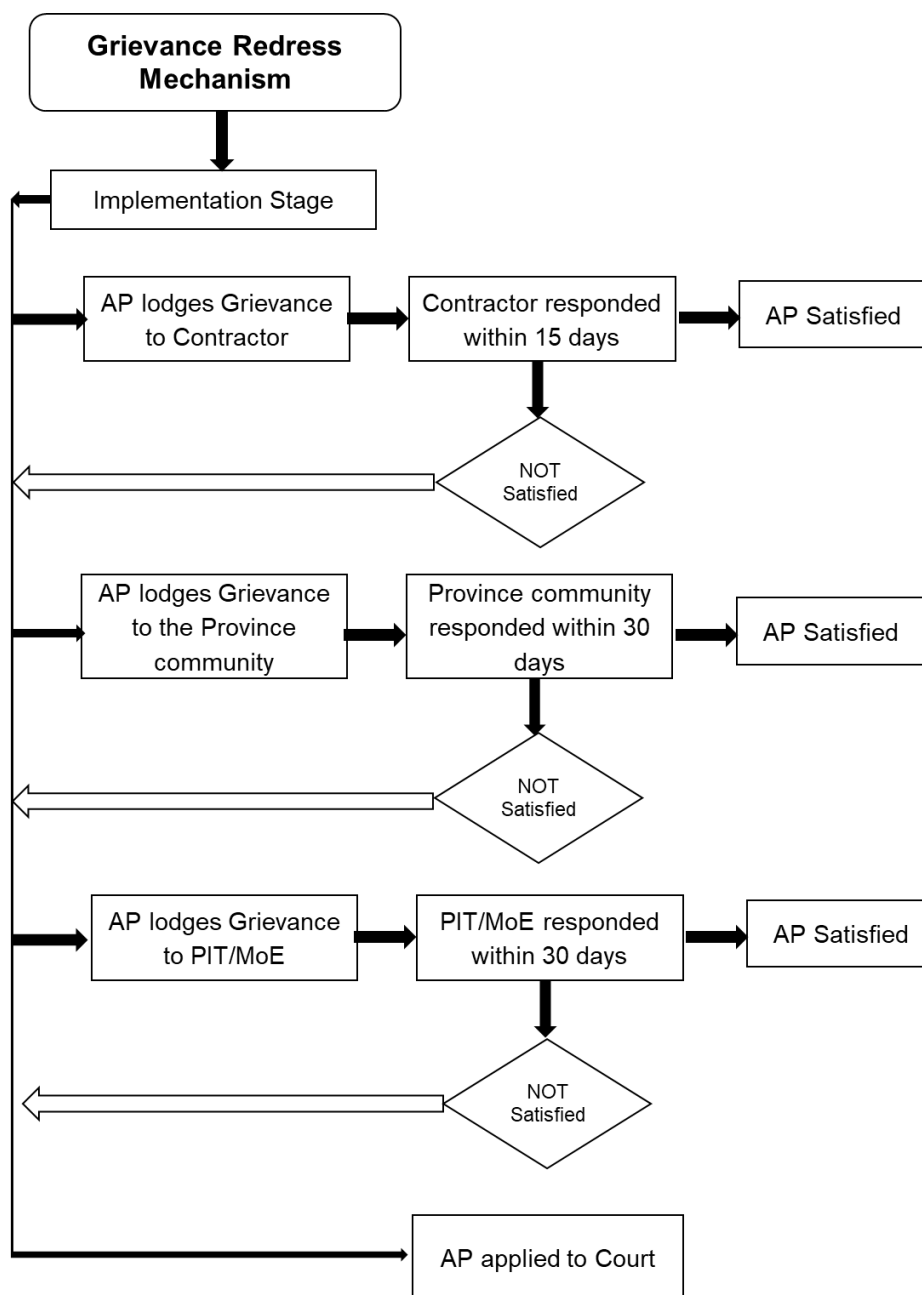 Grievance Redress
Mechanism
Implementation Stage
AP lodges Grievance
to Contractor
Contractor responded
within 15 days
AP Satisfied
NOT
Satisfied
AP lodges Grievance
to the Province
community
Province community
responded within 30
days
AP Satisfied
NOT
Satisfied
AP lodges Grievance
to PIT/MoE
PIT/MoE responded
within 30 days
AP Satisfied
NOT
Satisfied
AP applied to Court